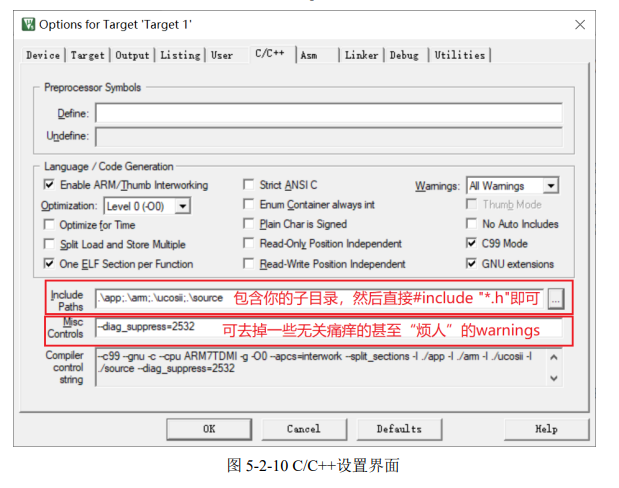 Options for Target 'Target 1'
Device Target Output Listing User C/C++ Asm Linker Debug Utilities
Preprocessor Symbols
Define:
Undefine:
Language / Code Generation
Enable ARM/Thumb Interworking Strict ANSI C Warnings: All Warnings
Optimization: Level 0 (-O0) Enum Container always int Thumb Mode
Optimize for Time Plain Char is Signed No Auto Includes
Split Load and Store Multiple Read-Only Position Independent C99 Mode
One ELF Section per Function Read-Write Position Independent GNU extensions
Include Paths .\app;.\arm;.\ucosii;.\source 包含你的子目录，然后直接#include "*.h"即可 ...
Misc Controls --diag_suppress=2532 可去掉一些无关痛痒的甚至“烦人”的warnings
Compiler control string --c99 --gnu -c --cpu ARM7TDMI -g -O0 --apcs=interwork --split_sections -I ./app -I ./arm -I ./ucosii -I
./source --diag_suppress=2532
OK Cancel Defaults Help
图 5-2-10 C/C++设置界面